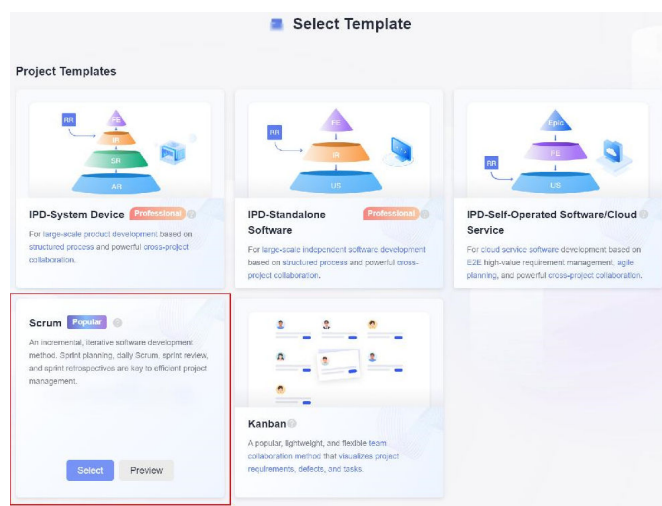 Select Template
Project Templates
RR
FE
IR
SR
AR
IPD-System Device Professional
For large-scale product development based on
structured process and powerful cross-project
collaboration.
RR
FE
IR
US
IPD-Standalone Professional
Software
For large-scale independent software development
based on structured process and powerful cross-
project collaboration.
Epic
FE
RR
US
IPD-Self-Operated Software/Cloud
Service
For cloud service software development based on
E2E high-value requirement management, agile
planning, and powerful cross-project collaboration.
Scrum Popular
An incremental, iterative software development
method. Sprint planning, daily Scrum, sprint review,
and sprint retrospectives are key to efficient project
management.
Select Preview
Kanban
A popular, lightweight, and flexible team
collaboration method that visualizes project
requirements, defects, and tasks.